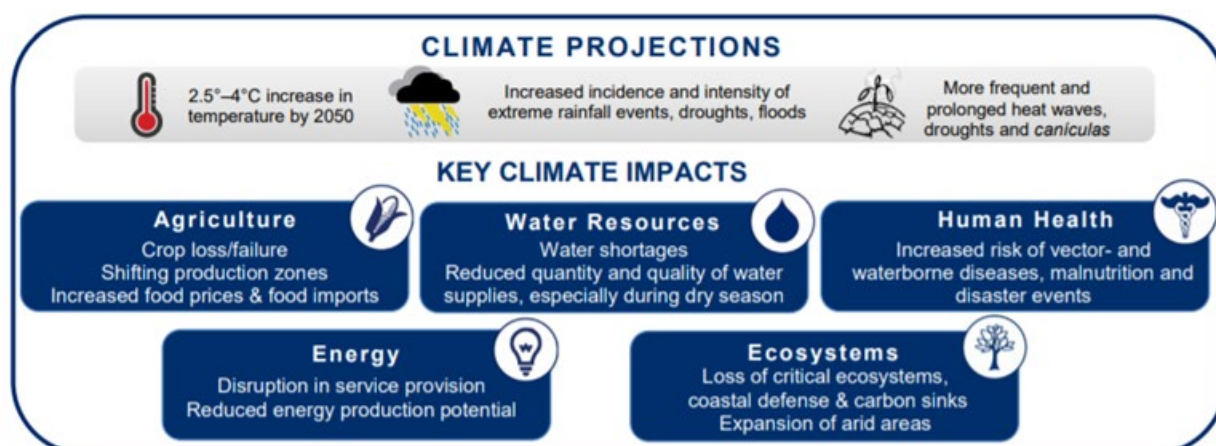 CLIMATE PROJECTIONS
2.5°–4°C increase in
temperature by 2050
Increased incidence and intensity of
extreme rainfall events, droughts, floods
More frequent and
prolonged heat waves,
droughts and caniculas
KEY CLIMATE IMPACTS
Agriculture
Crop loss/failure
Shifting production zones
Increased food prices & food imports
Water Resources
Water shortages
Reduced quantity and quality of water
supplies, especially during dry season
Human Health
Increased risk of vector- and
waterborne diseases, malnutrition and
disaster events
Energy
Disruption in service provision
Reduced energy production potential
Ecosystems
Loss of critical ecosystems,
coastal defense & carbon sinks
Expansion of arid areas